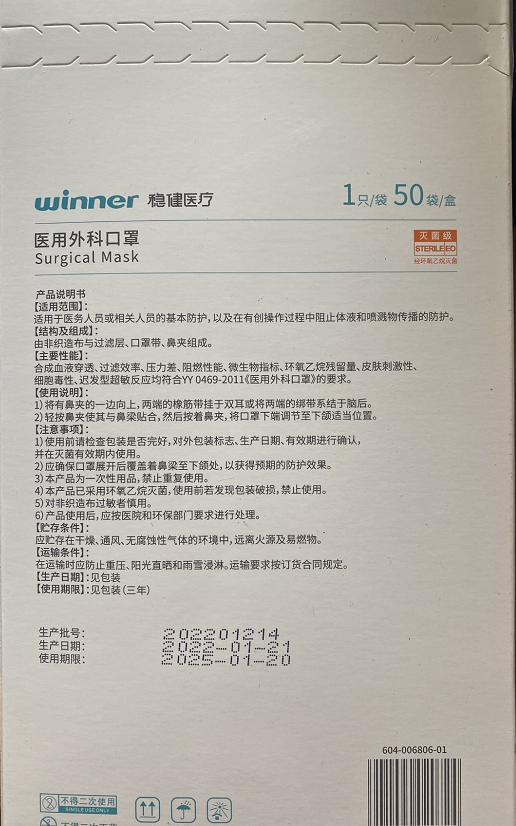 winner 稳健医疗 1只/袋 50袋/盒
医用外科口罩
Surgical Mask
灭菌级
STERILE EO
经环氧乙烷灭菌
产品说明书
【适用范围】：
适用于医务人员或相关人员的基本防护，以及在有创操作过程中阻止体液和喷溅物传播的防护。
【结构及组成】：
由非织造布与过滤层、口罩带、鼻夹组成。
【主要性能】：
合成血液穿透、过滤效率、压力差、阻燃性能、微生物指标、环氧乙烷残留量、皮肤刺激性、
细胞毒性、迟发型超敏反应均符合YY 0469-2011《医用外科口罩》的要求。
【使用说明】：
1）将有鼻夹的一边向上，两端的橡筋带挂于双耳或将两端的绑带系结于脑后。
2）轻按鼻夹使其与鼻梁贴合，然后按着鼻夹，将口罩下端调节至下颌适当位置。
【注意事项】：
1）使用前请检查包装是否完好，对外包装标志、生产日期、有效期进行确认，
并在灭菌有效期内使用。
2）应确保口罩展开后覆盖着鼻梁至下颌处，以获得预期的防护效果。
3）本产品为一次性用品，禁止重复使用。
4）本产品已采用环氧乙烷灭菌，使用前若发现包装破损，禁止使用。
5）对非织造布过敏者慎用。
6）产品使用后，应按医院和环保部门要求进行处理。
【贮存条件】：
应贮存在干燥、通风、无腐蚀性气体的环境中，远离火源及易燃物。
【运输条件】：
在运输时应防止重压、阳光直晒和雨雪浸淋。运输要求按订货合同规定。
【生产日期】：见包装
【使用期限】：见包装（三年）
生产批号： 202201214
生产日期： 2022-01-21
使用期限： 2025-01-20
604-006806-01
不得二次使用
SINGLE USE ONLY